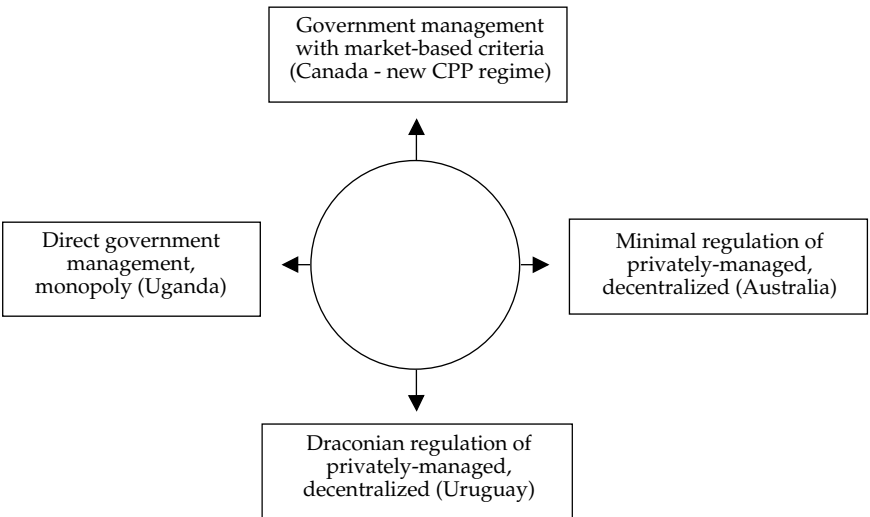 Government management
with market-based criteria
(Canada - new CPP regime)
Direct government
management,
monopoly (Uganda)
Minimal regulation of
privately-managed,
decentralized (Australia)
Draconian regulation of
privately-managed,
decentralized (Uruguay)